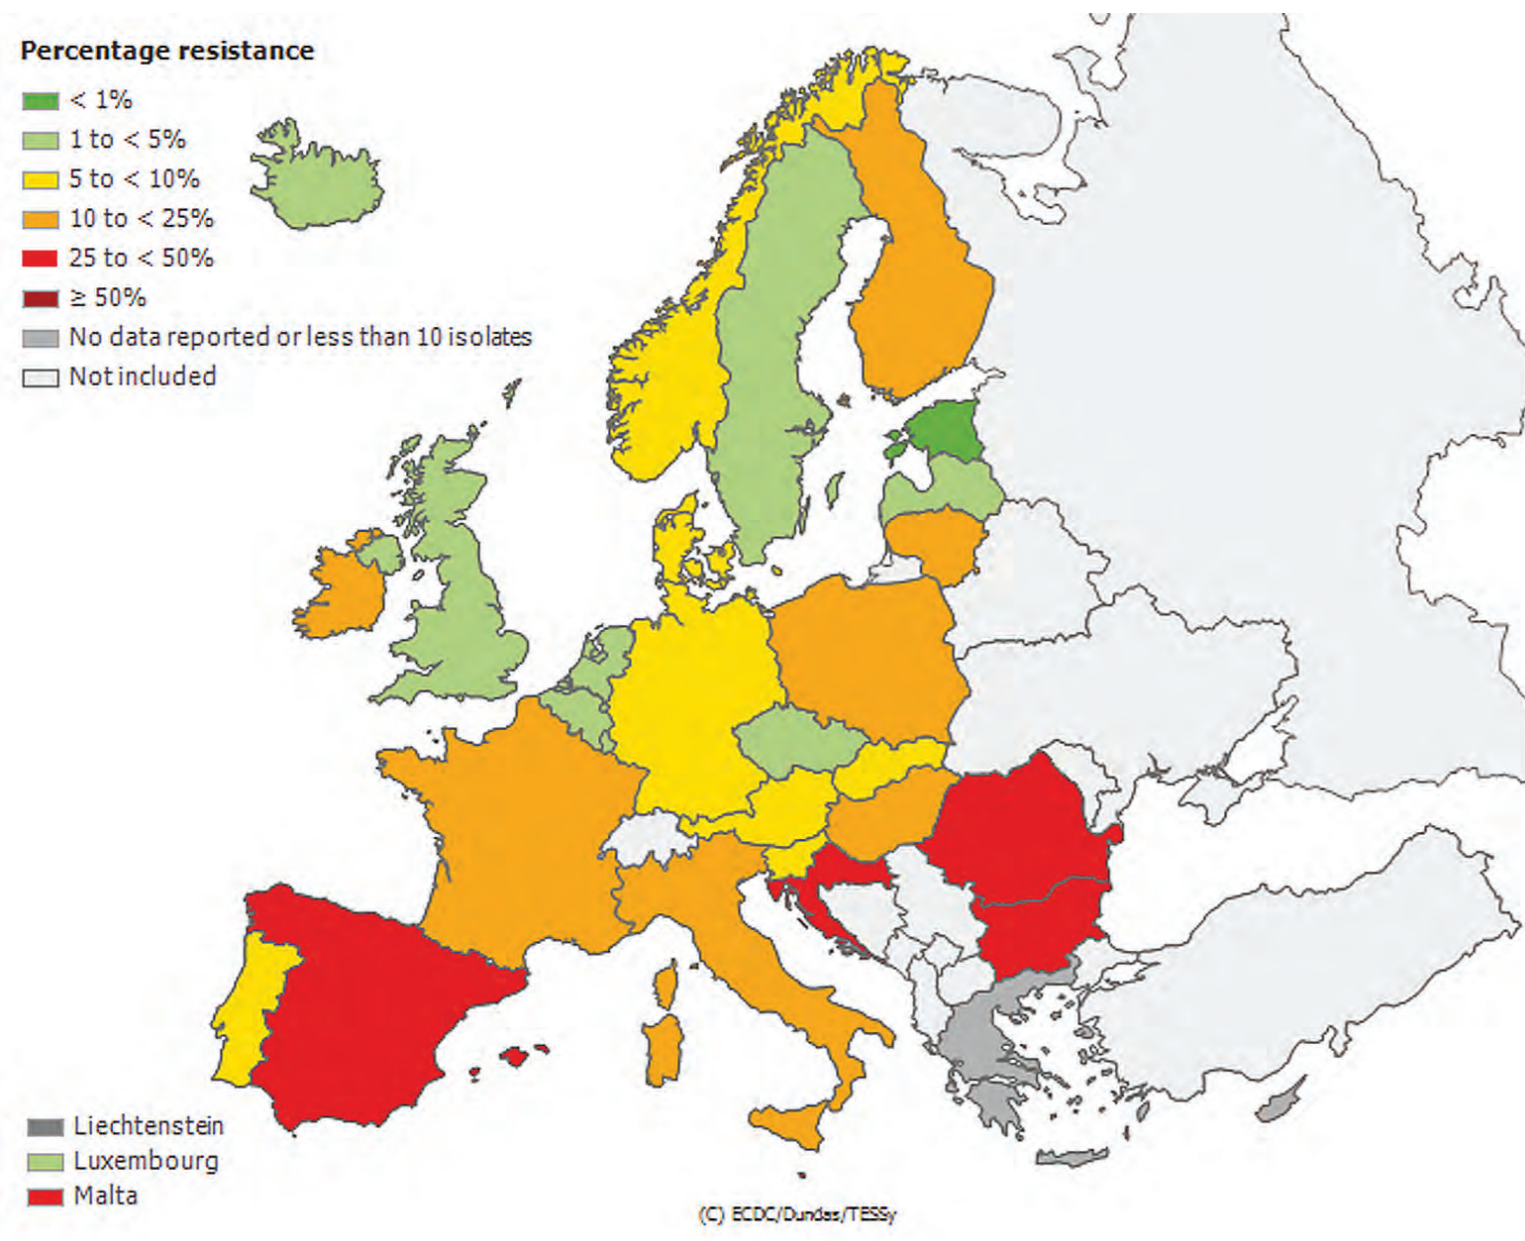 Percentage resistance
< 1%
1 to < 5%
5 to < 10%
10 to < 25%
25 to < 50%
≥ 50%
No data reported or less than 10 isolates
Not included
Liechtenstein
Luxembourg
Malta
(C) ECDC/Dundas/TESSy